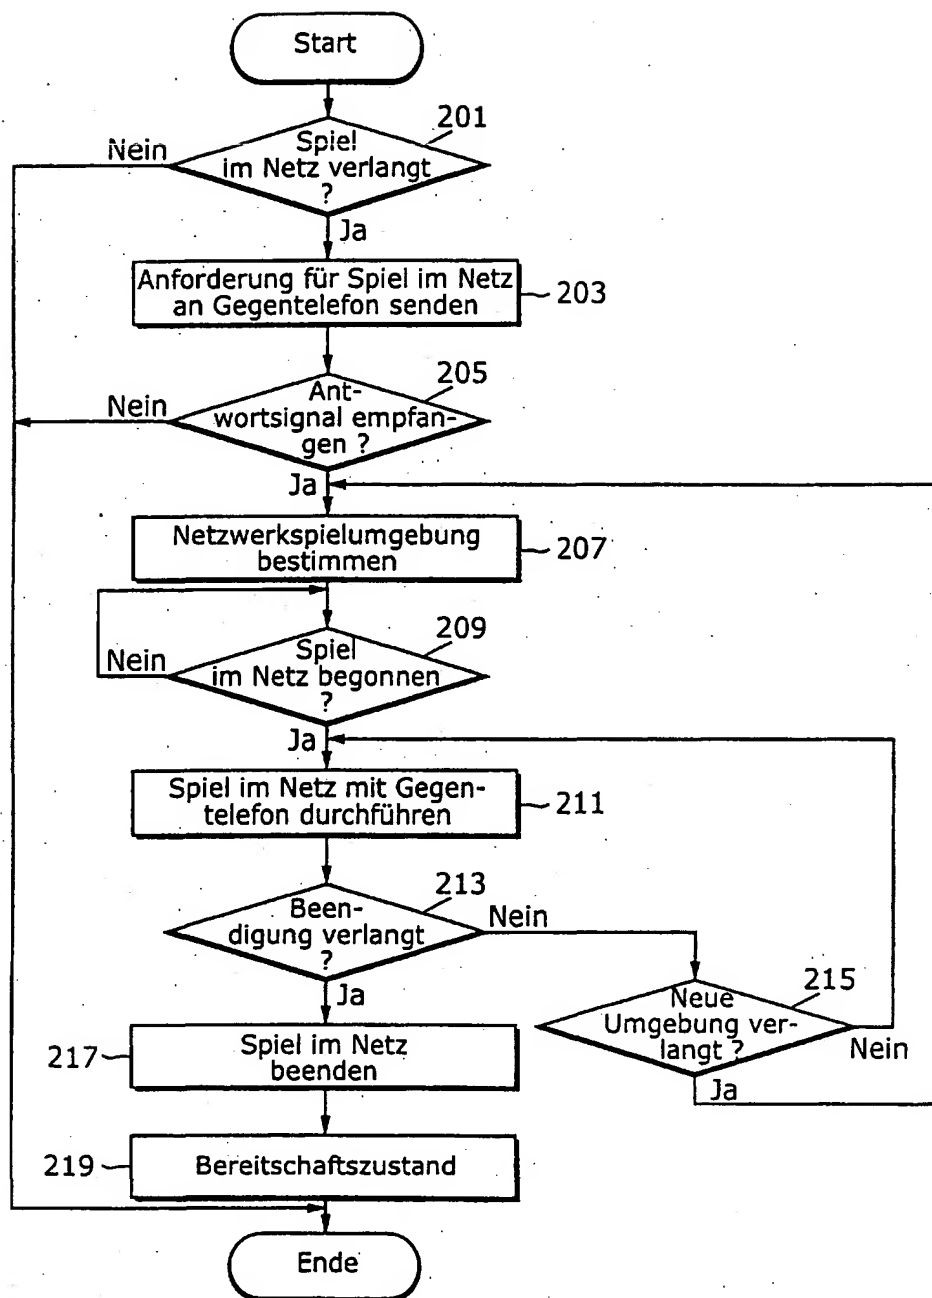 Start
201
Spiel
Nein
im Netz verlangt
?
Ja
Anforderung für Spiel im Netz
an Gegentelefon senden
203
205
Ant-
Nein
wortsignal empfan-
gen ?
Ja
Netzwerkspielumgebung
bestimmen
207
209
Spiel
Nein
im Netz begonnen
?
Ja
Spiel im Netz mit Gegen-
telefon durchführen
211
213
Been-
digung verlangt
?
Nein
Ja
215
Neue
Umgebung ver-
langt ?
Nein
Ja
217
Spiel im Netz
beenden
219
Bereitschaftszustand
Ende